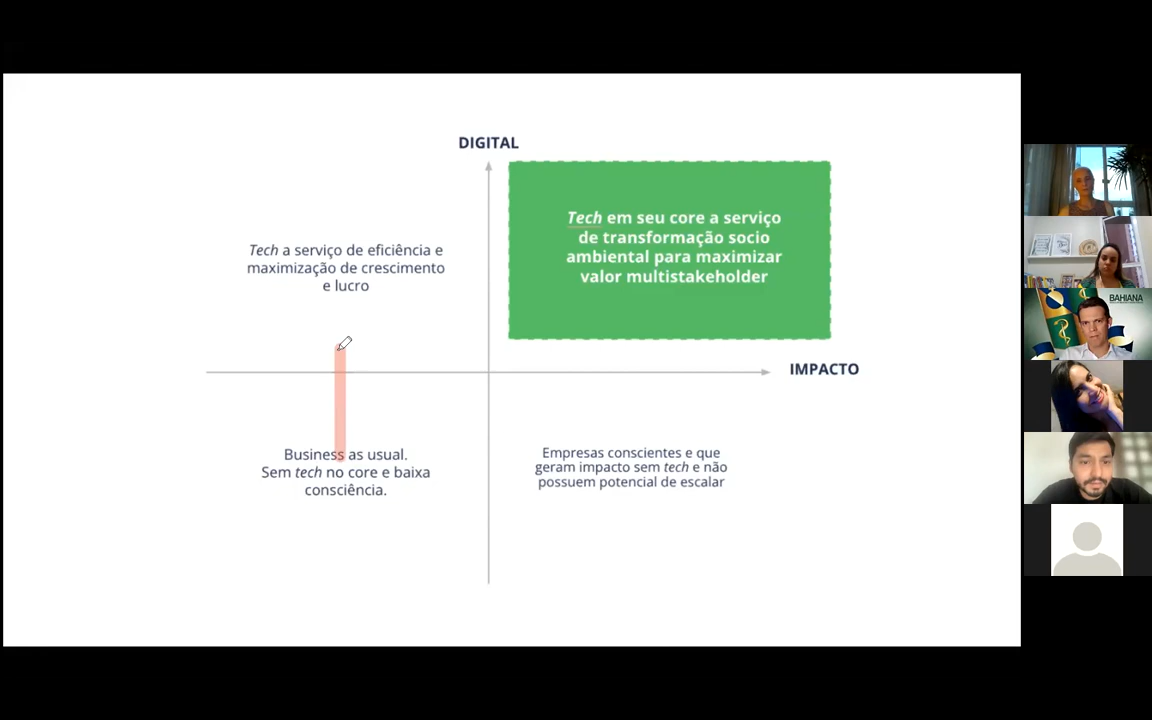 DIGITAL
Tech em seu core a serviço
de transformação socio
ambiental para maximizar
valor multistakeholder
Tech a serviço de eficiência e
maximização de crescimento
e lucro
IMPACTO
Business as usual.
Sem tech no core e baixa
consciência.
Empresas conscientes e que
geram impacto sem tech e não
possuem potencial de escalar
BAHIANA